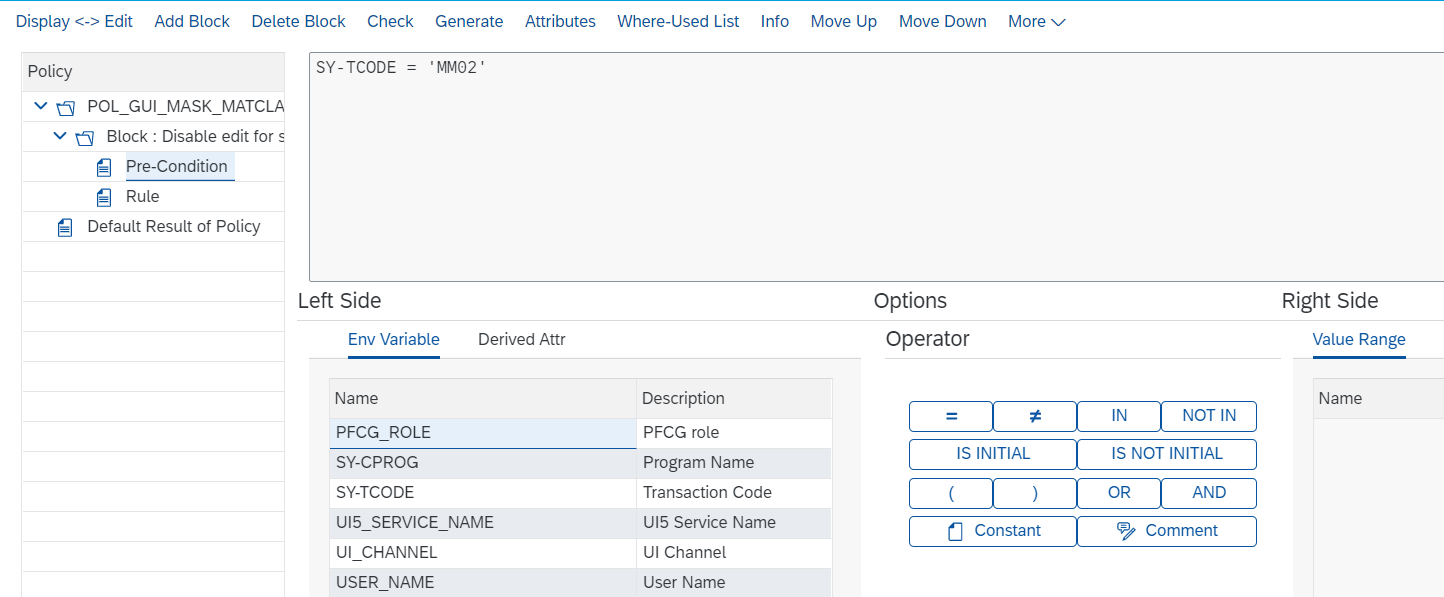 Display <-> Edit Add Block Delete Block Check Generate Attributes Where-Used List Info Move Up Move Down More
Policy
POL_GUI_MASK_MATCLA
Block : Disable edit for s
Pre-Condition
Rule
Default Result of Policy
SY-TCODE = 'MM02'
Left Side
Env Variable Derived Attr
Name Description
PFCG_ROLE PFCG role
SY-CPROG Program Name
SY-TCODE Transaction Code
UI5_SERVICE_NAME UI5 Service Name
UI_CHANNEL UI Channel
USER_NAME User Name
Options
Operator
= ≠ IN NOT IN
IS INITIAL IS NOT INITIAL
( ) OR AND
Constant Comment
Right Side
Value Range
Name